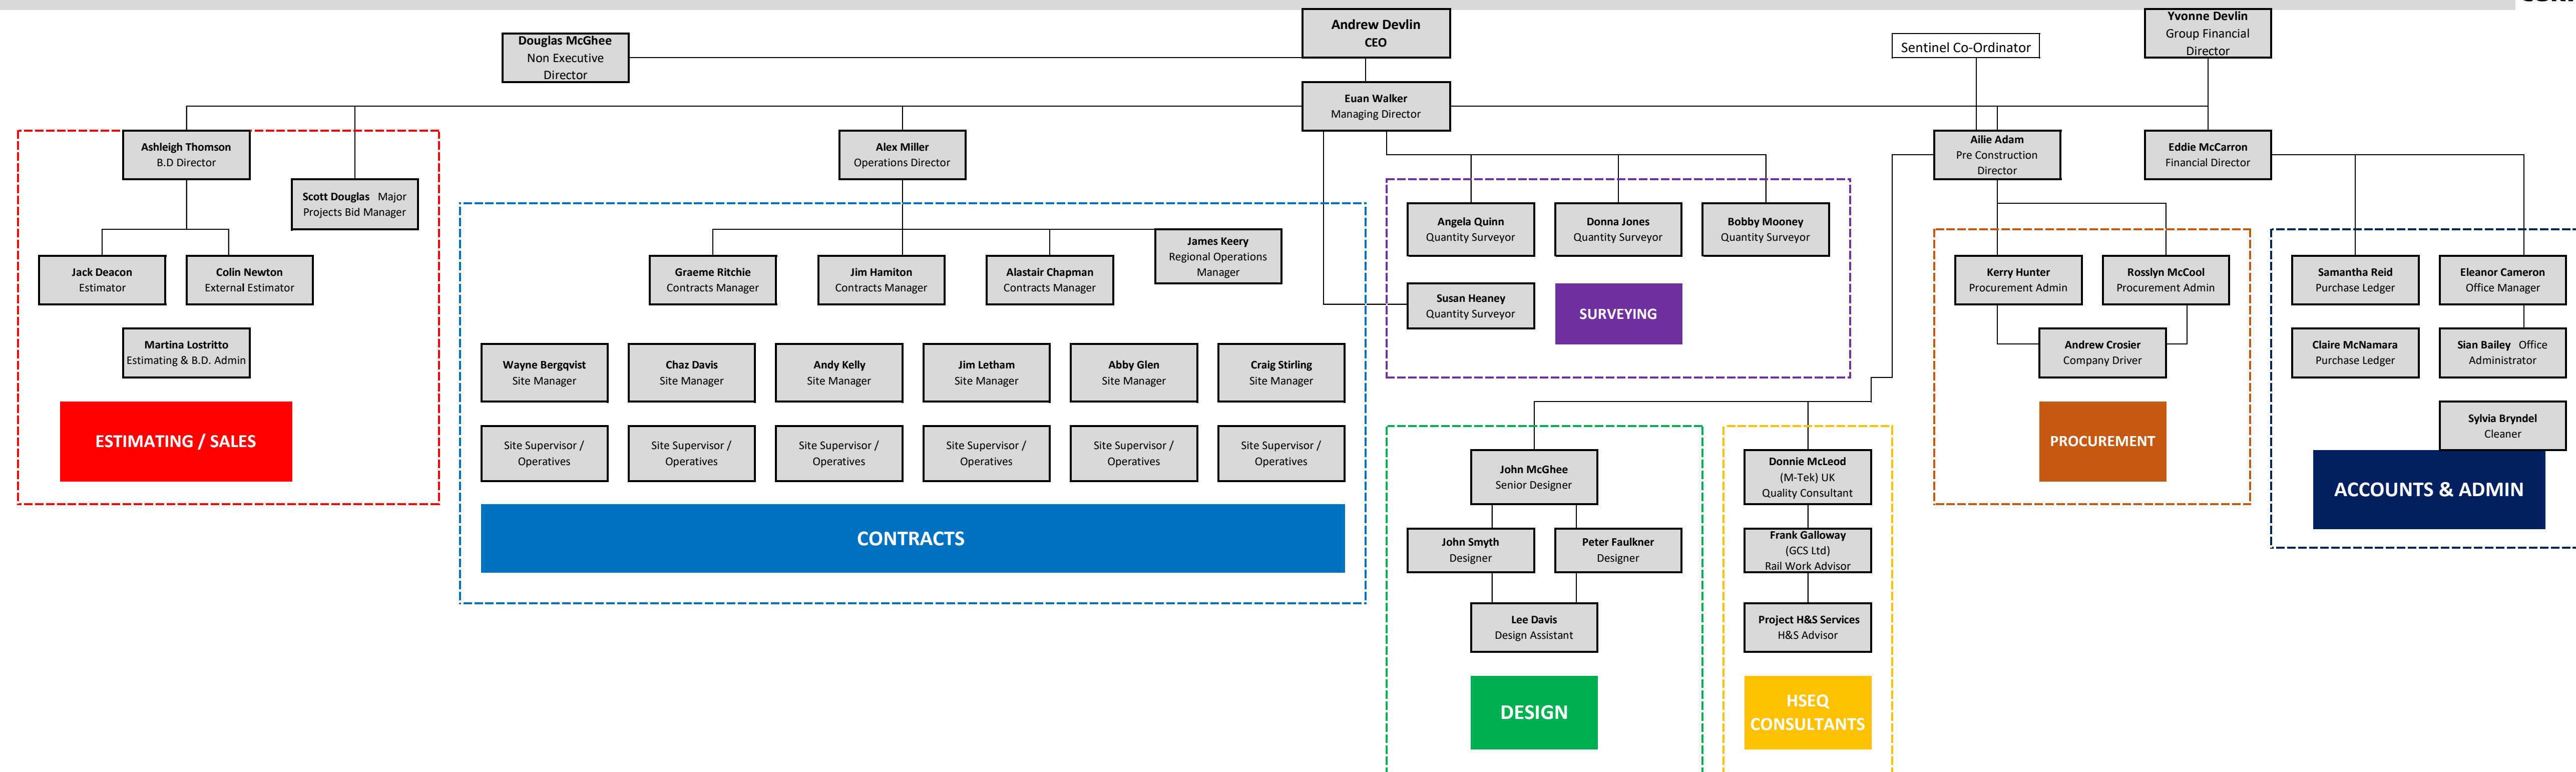 Andrew Devlin
CEO
Yvonne Devlin
Group Financial
Director
Douglas McGhee
Non Executive
Director
Sentinel Co-Ordinator
Euan Walker
Managing Director
Ashleigh Thomson
B.D Director
Alex Miller
Operations Director
Ailie Adam
Pre Construction
Director
Eddie McCarron
Financial Director
Scott Douglas Major
Projects Bid Manager
Jack Deacon
Estimator
Colin Newton
External Estimator
Martina Lostritto
Estimating & B.D. Admin
ESTIMATING / SALES
Graeme Ritchie
Contracts Manager
Jim Hamiton
Contracts Manager
Alastair Chapman
Contracts Manager
James Keery
Regional Operations
Manager
Wayne Bergqvist
Site Manager
Chaz Davis
Site Manager
Andy Kelly
Site Manager
Jim Letham
Site Manager
Abby Glen
Site Manager
Craig Stirling
Site Manager
Site Supervisor /
Operatives
Site Supervisor /
Operatives
Site Supervisor /
Operatives
Site Supervisor /
Operatives
Site Supervisor /
Operatives
Site Supervisor /
Operatives
CONTRACTS
Angela Quinn
Quantity Surveyor
Donna Jones
Quantity Surveyor
Bobby Mooney
Quantity Surveyor
Susan Heaney
Quantity Surveyor
SURVEYING
John McGhee
Senior Designer
John Smyth
Designer
Peter Faulkner
Designer
Lee Davis
Design Assistant
DESIGN
Donnie McLeod
(M-Tek) UK
Quality Consultant
Frank Galloway
(GCS Ltd)
Rail Work Advisor
Project H&S Services
H&S Advisor
HSEQ
CONSULTANTS
Kerry Hunter
Procurement Admin
Rosslyn McCool
Procurement Admin
Andrew Crosier
Company Driver
PROCUREMENT
Samantha Reid
Purchase Ledger
Eleanor Cameron
Office Manager
Claire McNamara
Purchase Ledger
Sian Bailey Office
Administrator
Sylvia Bryndel
Cleaner
ACCOUNTS & ADMIN